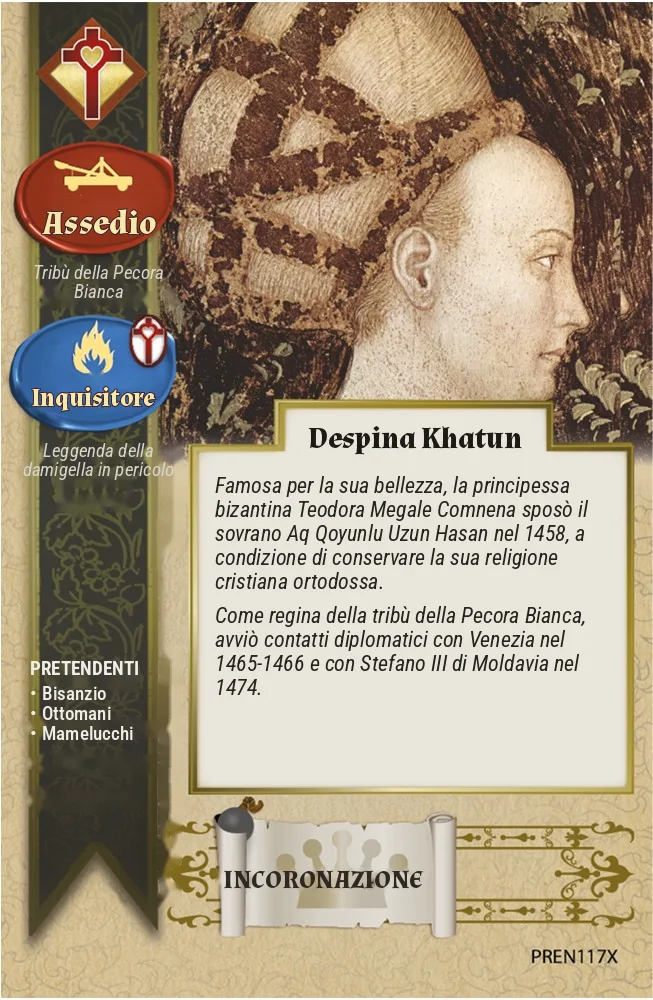 Assedio
Tribù della Pecora
Bianca
Inquisitore
Leggenda della
damigella in pericolo
PRETENDENTI
• Bisanzio
• Ottomani
• Mamelucchi
Despina Khatun
Famosa per la sua bellezza, la principessa
bizantina Teodora Megale Comnena sposò il
sovrano Aq Qoyunlu Uzun Hasan nel 1458, a
condizione di conservare la sua religione
cristiana ortodossa.
Come regina della tribù della Pecora Bianca,
avviò contatti diplomatici con Venezia nel
1465-1466 e con Stefano III di Moldavia nel
1474.
INCORONAZIONE
PREN117X